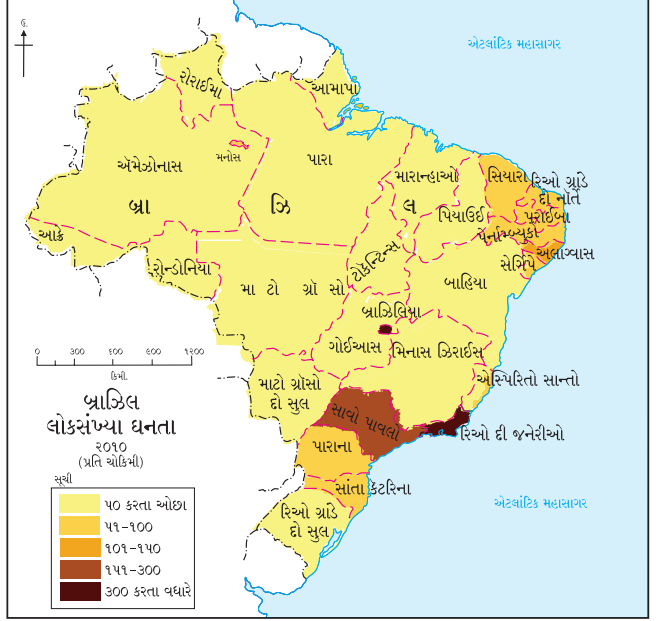 ઉ.
એટલાંટિક મહાસાગર
રોરાઈમા
આમાપા
ઍમેઝોનાસ
મનોસ
પારા
મારાન્હાઓ
સિયારા
રિઓ ગ્રાંડે
દી નૉર્તે
બ્રા ઝિ લ
પિયાઉઈ
પરાઈબા
પેર્નામ્બ્યુકો
આક્રે
અલાગ્વાસ
રોન્ડોનિયા
ટોકૅન્ટિન્સ
સેર્ગિપે
મા ટો ગ્રૉ સો
બાહિયા
બ્રાઝિલિયા
ગોઈઆસ
મિનાસ ઝિરાઈસ
એસ્પિરિતો સાન્તો
માટો ગ્રૉસો
દો સુલ
સાવો પાવલો
રિઓ દી જનેરીઓ
પારાના
સાંતા કૅટરિના
રિઓ ગ્રાંડે
દો સુલ
એટલાંટિક મહાસાગર
૦ ૩૦૦ ૬૦૦ ૯૦૦ ૧૨૦૦
કિમી.
બ્રાઝિલ
લોકસંખ્યા ઘનતા
૨૦૧૦
(પ્રતિ ચોકિમી)
સૂચી
૫૦ કરતા ઓછા
૫૧-૧૦૦
૧૦૧-૧૫૦
૧૫૧-૩૦૦
૩૦૦ કરતા વધારે